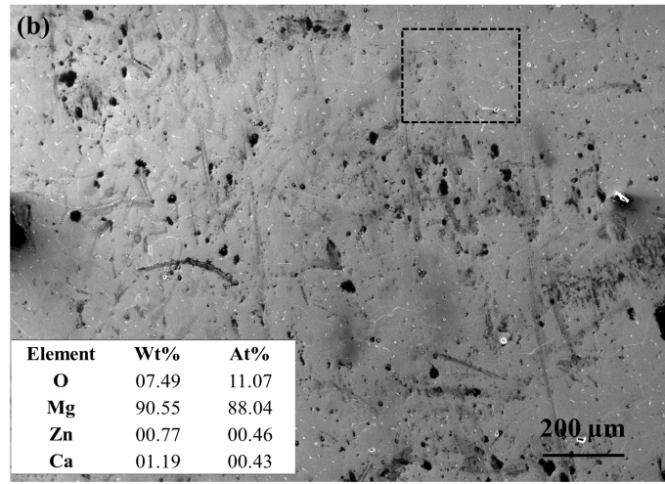 (b)
Element Wt% At%
O 07.49 11.07
Mg 90.55 88.04
Zn 00.77 00.46
Ca 01.19 00.43
200 µm